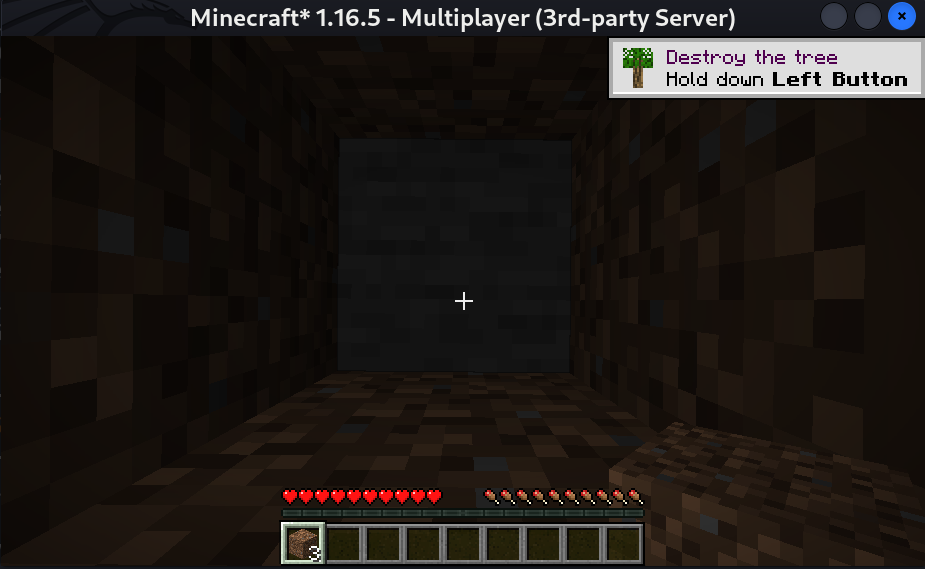 Minecraft* 1.16.5 - Multiplayer (3rd-party Server)
Destroy the tree
Hold down Left Button
3